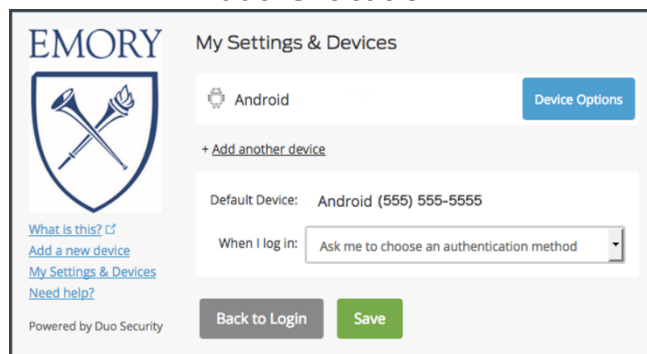 EMORY
What is this?
Add a new device
My Settings & Devices
Need help?
Powered by Duo Security
My Settings & Devices
Android
Device Options
+ Add another device
Default Device: Android (555) 555-5555
When I log in: Ask me to choose an authentication method
Back to Login
Save